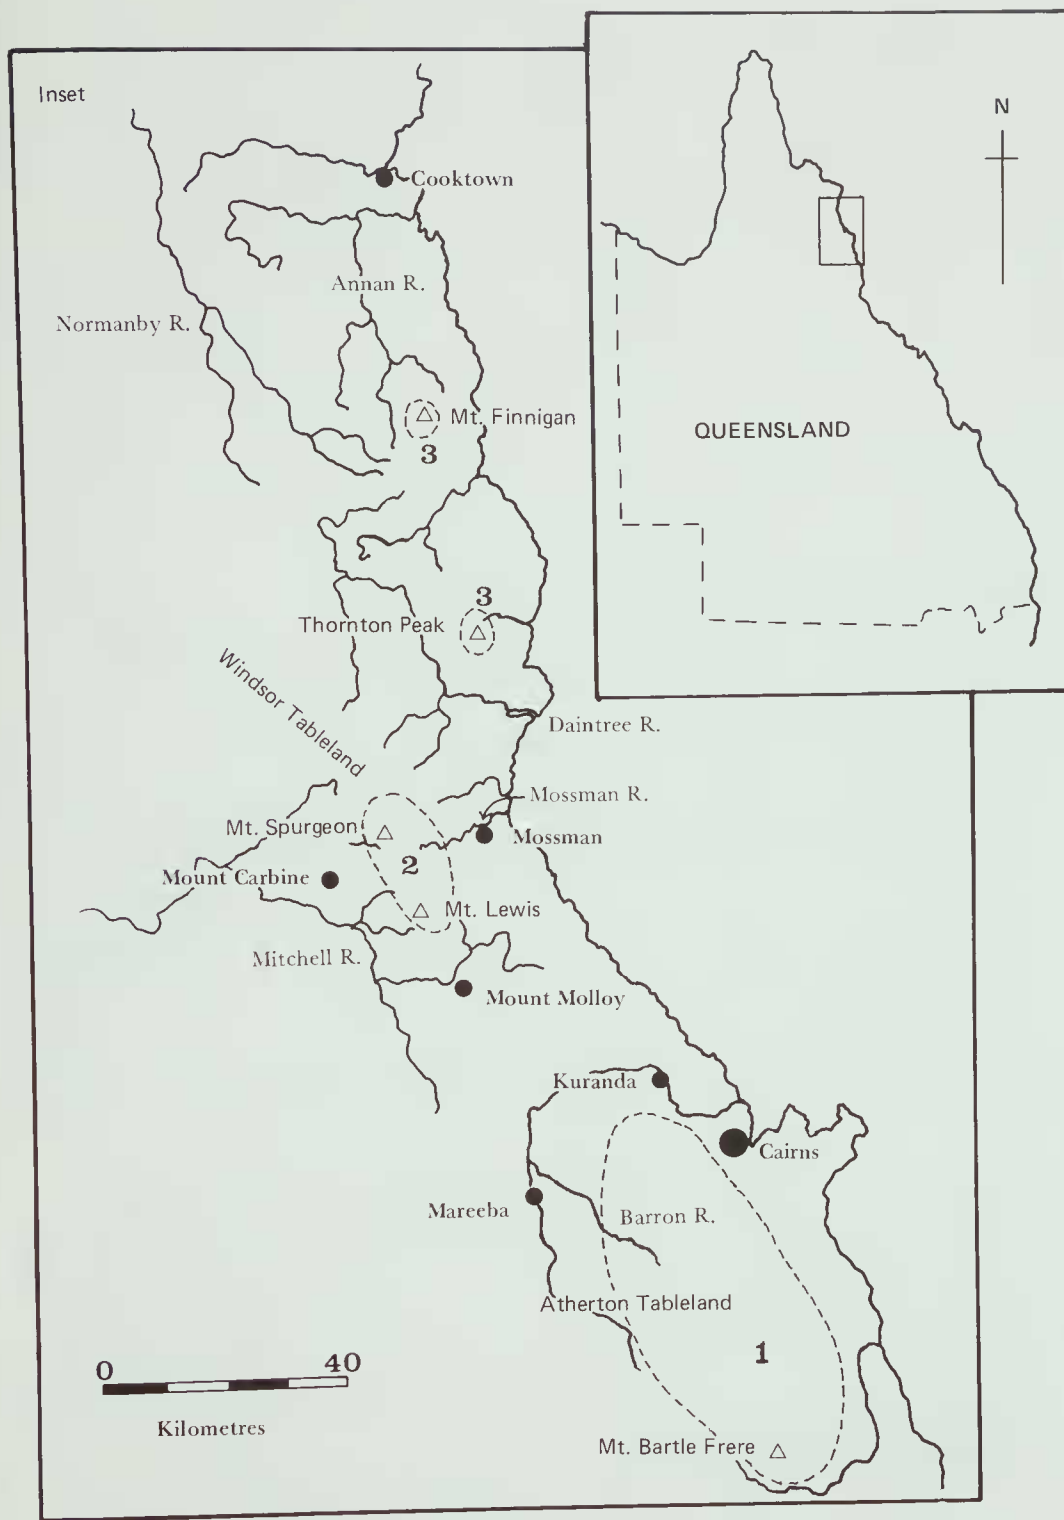 Inset
N
Cooktown
Annan R.
Normanby R.
Mt. Finnigan
3
QUEENSLAND
3
Thornton Peak
Windsor Tableland
Daintree R.
Mossman R.
Mt. Spurgeon
Mossman
2
Mount Carbine
Mt. Lewis
Mitchell R.
Mount Molloy
Kuranda
Cairns
Mareeba
Barron R.
Atherton Tableland
1
0 40
Kilometres
Mt. Bartle Frere